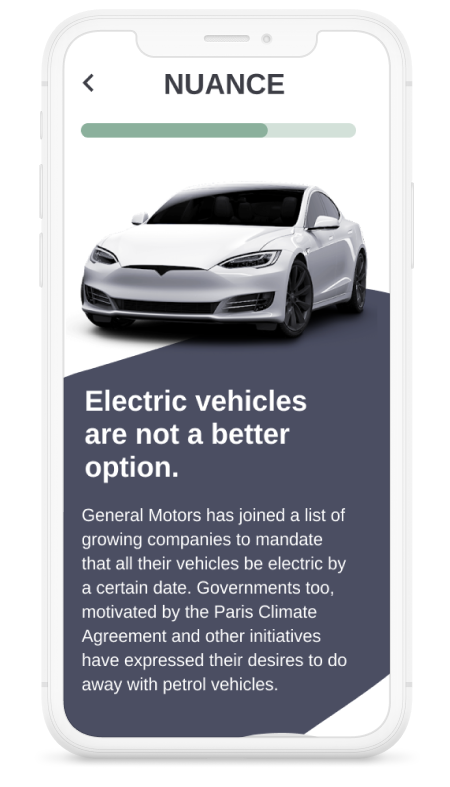 NUANCE
Electric vehicles
are not a better
option.
General Motors has joined a list of
growing companies to mandate
that all their vehicles be electric by
a certain date. Governments too,
motivated by the Paris Climate
Agreement and other initiatives
have expressed their desires to do
away with petrol vehicles.